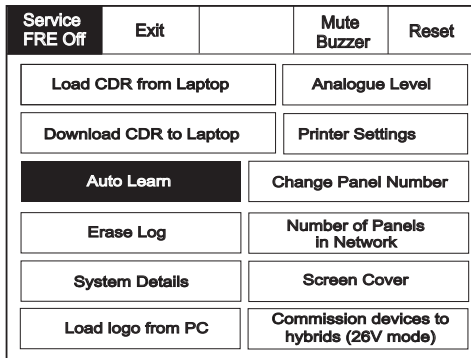 Service FRE Off
Exit
Mute Buzzer
Reset
Load CDR from Laptop
Analogue Level
Download CDR to Laptop
Printer Settings
Auto Learn
Change Panel Number
Erase Log
Number of Panels in Network
System Details
Screen Cover
Load logo from PC
Commission devices to hybrids (26V mode)